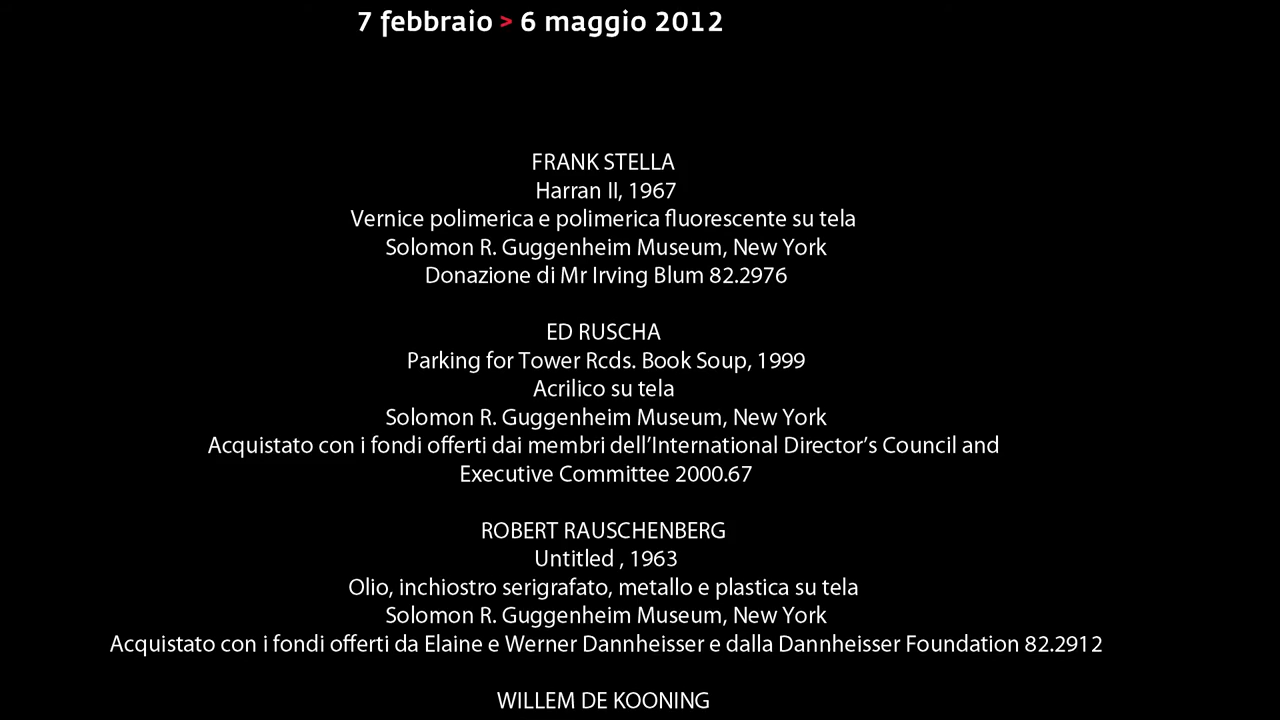 7 febbraio > 6 maggio 2012
FRANK STELLA
Harran II, 1967
Vernice polimerica e polimerica fluorescente su tela
Solomon R. Guggenheim Museum, New York
Donazione di Mr Irving Blum 82.2976
ED RUSCHA
Parking for Tower Rcds. Book Soup, 1999
Acrilico su tela
Solomon R. Guggenheim Museum, New York
Acquistato con i fondi offerti dai membri dell’International Director’s Council and
Executive Committee 2000.67
ROBERT RAUSCHENBERG
Untitled , 1963
Olio, inchiostro serigrafato, metallo e plastica su tela
Solomon R. Guggenheim Museum, New York
Acquistato con i fondi offerti da Elaine e Werner Dannheisser e dalla Dannheisser Foundation 82.2912
WILLEM DE KOONING